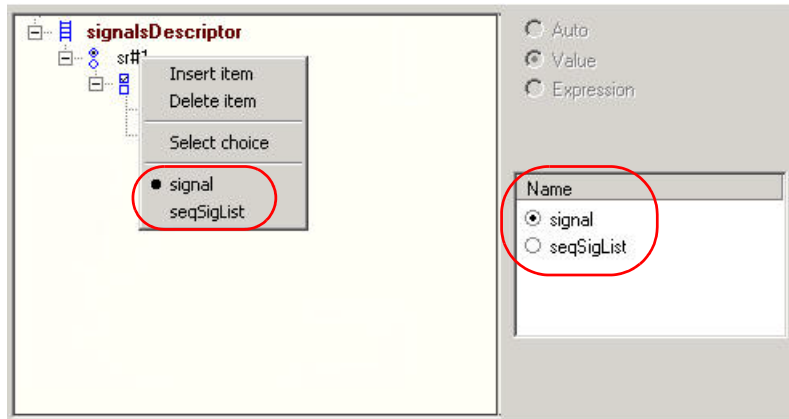 signalsDescriptor
sr#1
Insert item
Delete item
Select choice
signal
seqSigList
Auto
Value
Expression
Name
signal
seqSigList